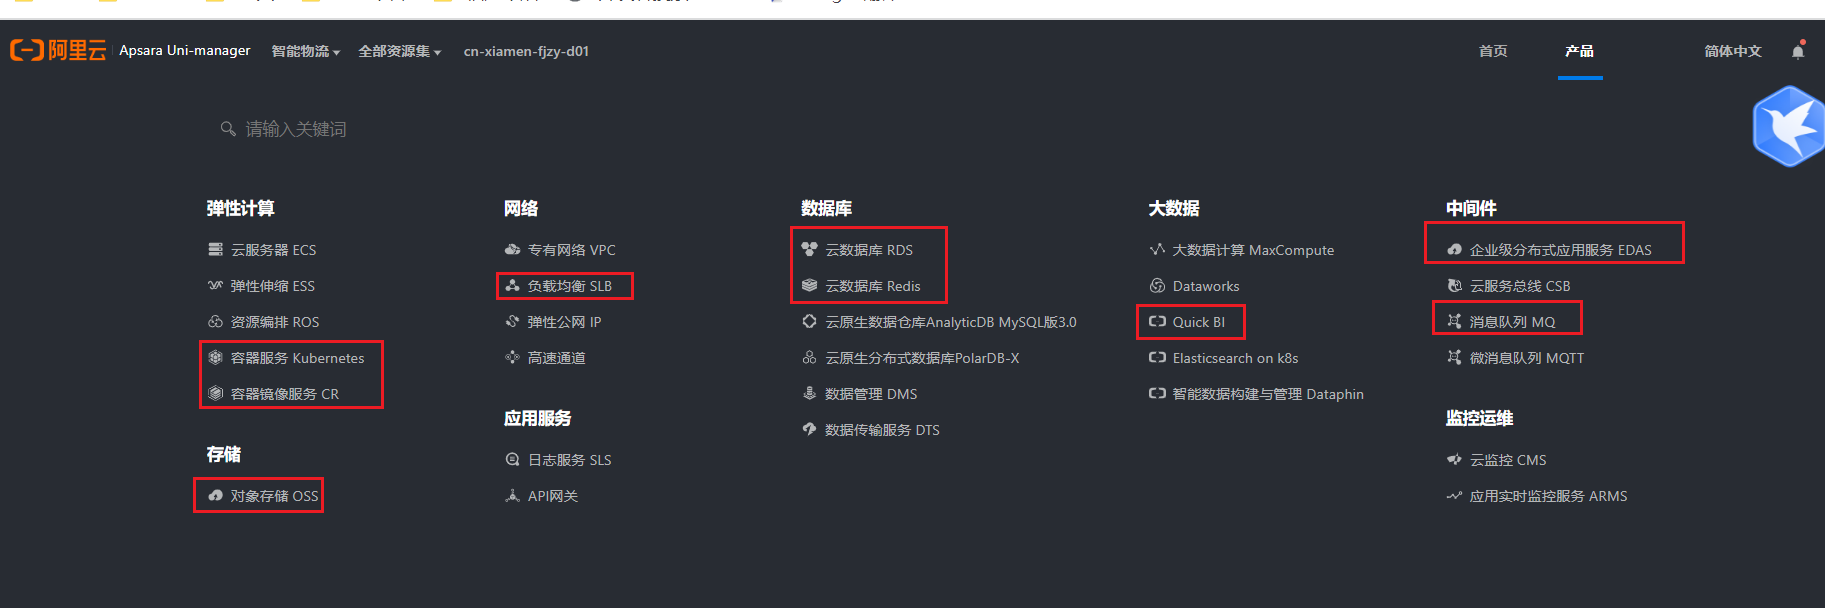 阿里云 Apsara Uni-manager 智能物流 全部资源集 cn-xiamen-fjzy-d01 首页 产品 简体中文
请输入关键词
弹性计算
云服务器 ECS
弹性伸缩 ESS
资源编排 ROS
容器服务 Kubernetes
容器镜像服务 CR
存储
对象存储 OSS
网络
专有网络 VPC
负载均衡 SLB
弹性公网 IP
高速通道
应用服务
日志服务 SLS
API网关
数据库
云数据库 RDS
云数据库 Redis
云原生数据仓库AnalyticDB MySQL版3.0
云原生分布式数据库PolarDB-X
数据管理 DMS
数据传输服务 DTS
大数据
大数据计算 MaxCompute
Dataworks
Quick BI
Elasticsearch on k8s
智能数据构建与管理 Dataphin
中间件
企业级分布式应用服务 EDAS
云服务总线 CSB
消息队列 MQ
微消息队列 MQTT
监控运维
云监控 CMS
应用实时监控服务 ARMS